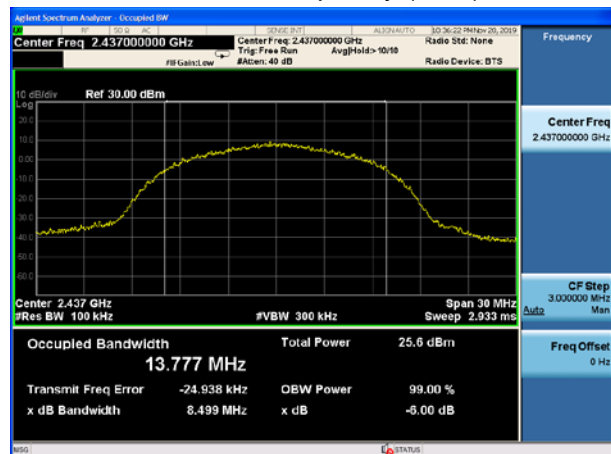 Agilent Spectrum Analyzer - Occupied BW
RF 50 Ω AC SENSE:INT ALIGNAUTO 10:36:22 PM Nov 20, 2019
Center Freq 2.437000000 GHz Center Freq: 2.437000000 GHz Radio Std: None Frequency
Trig: Free Run Avg|Hold:> 10/10
#IFGain:Low #Atten: 40 dB Radio Device: BTS
10 dB/div Ref 30.00 dBm
Log
20.0
10.0
0.00
-10.0
-20.0
-30.0
-40.0
-50.0
-60.0
Center Freq
2.437000000 GHz
Center 2.437 GHz Span 30 MHz
#Res BW 100 kHz #VBW 300 kHz Sweep 2.933 ms
CF Step
3.000000 MHz
Auto Man
Occupied Bandwidth Total Power 25.6 dBm
13.777 MHz
Transmit Freq Error -24.938 kHz OBW Power 99.00 %
x dB Bandwidth 8.499 MHz x dB -6.00 dB
Freq Offset
0 Hz
MSG STATUS